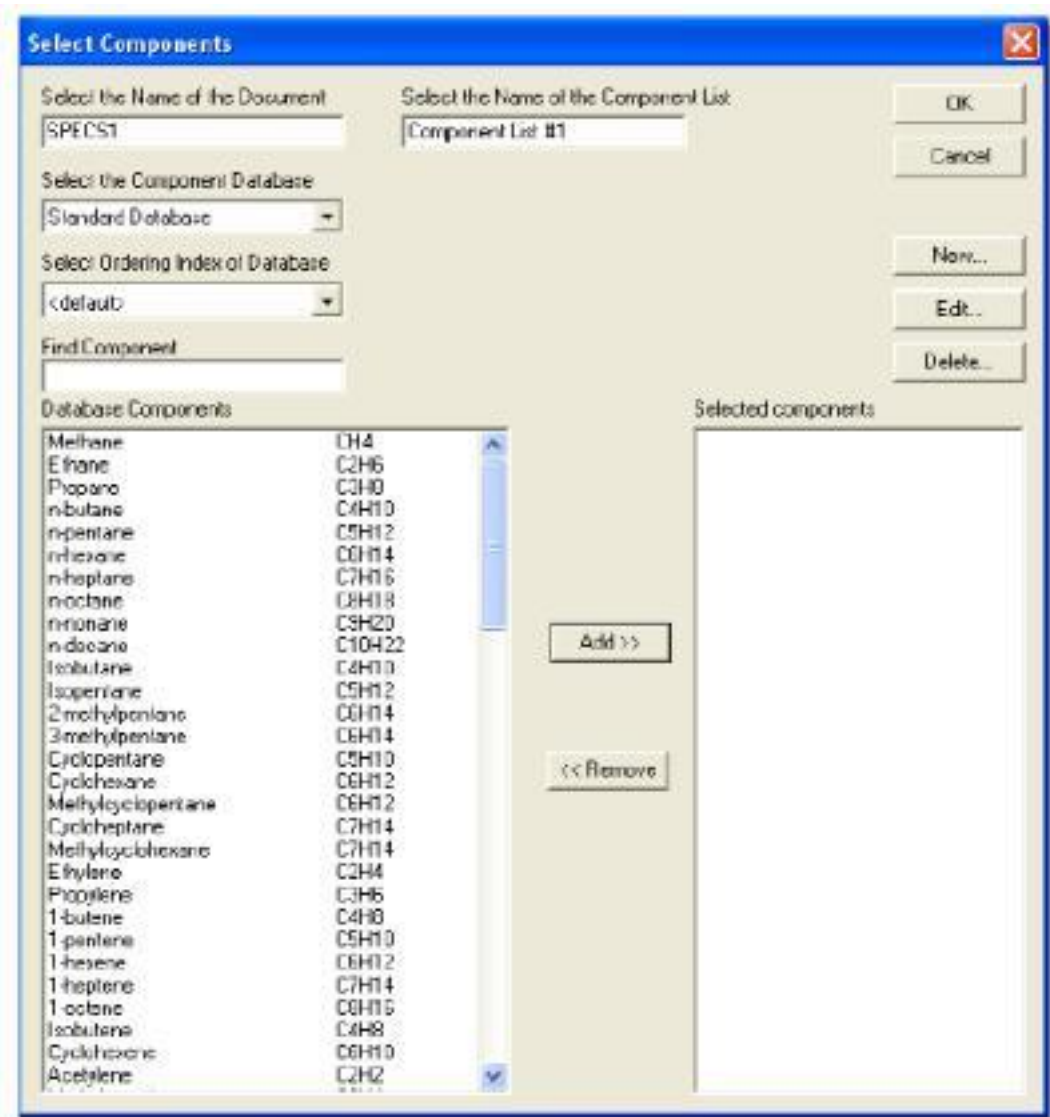 Select Components
Select the Name of the Document
Select the Name of the Component List
OK
SPECS1
Component List #1
Cancel
Select the Component Database
Standard Database
Select Ordering Index of Database
New...
<default>
Edit...
Find Component
Delete...
Database Components
Selected components
Methane CH4
Ethane C2H6
Propane C3H8
n-butane C4H10
n-pentane C5H12
n-hexane C6H14
n-heptane C7H16
n-octane C8H18
n-nonane C9H20
n-decane C10H22
Add >>
Isobutane C4H10
Isopentane C5H12
2-methylpentane C6H14
3-methylpentane C6H14
Cyclopentane C5H10
<< Remove
Cyclohexane C6H12
Methylcyclopentane C6H12
Cycloheptane C7H14
Methylcyclohexane C7H14
Ethylene C2H4
Propylene C3H6
1-butene C4H8
1-pentene C5H10
1-hexene C6H12
1-heptene C7H14
1-octene C8H16
Isobutene C4H8
Cyclohexene C6H10
Acetylene C2H2